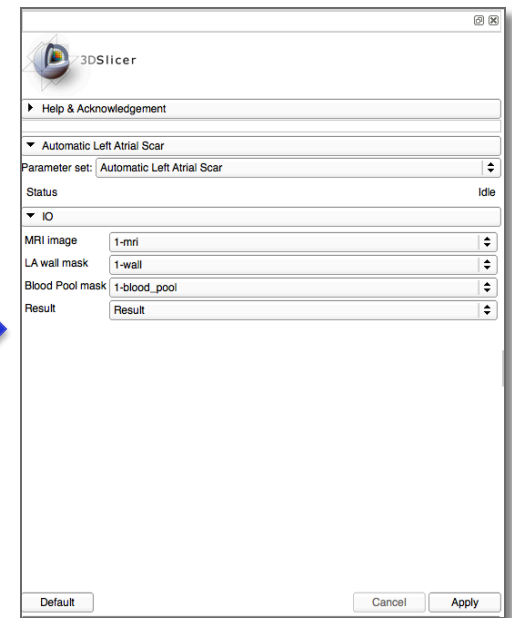 3DSlicer
Help & Acknowledgement
Automatic Left Atrial Scar
Parameter set: Automatic Left Atrial Scar
Status Idle
IO
MRI image 1-mri
LA wall mask 1-wall
Blood Pool mask 1-blood_pool
Result Result
Default Cancel Apply